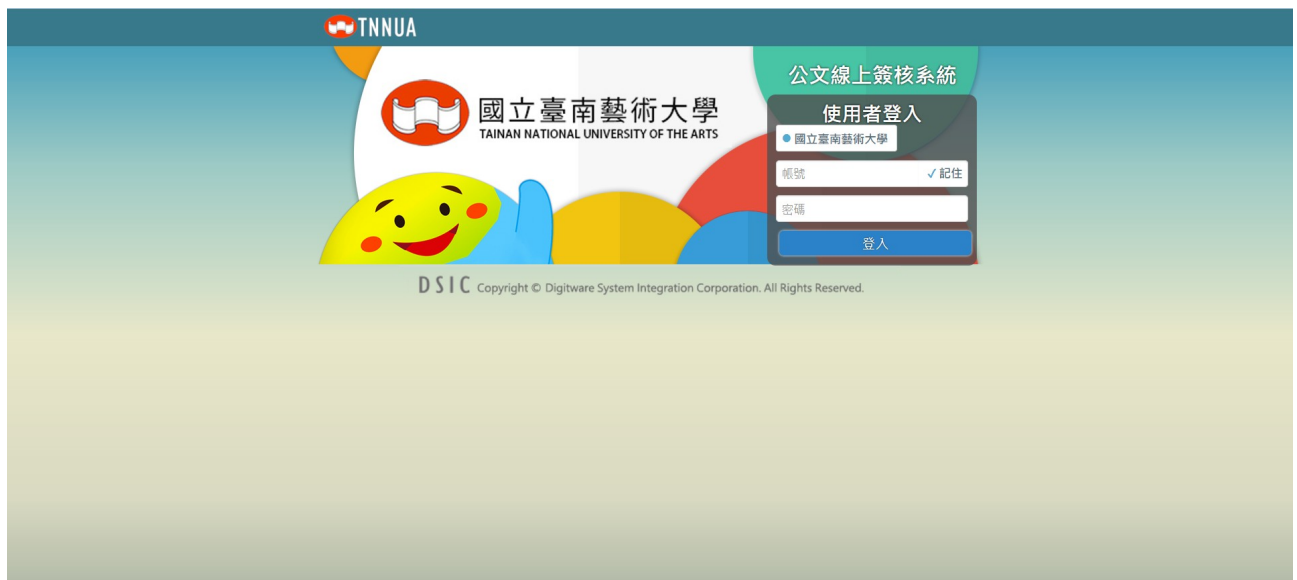 TNNUA
國立臺南藝術大學
TAINAN NATIONAL UNIVERSITY OF THE ARTS
公文線上簽核系統
使用者登入
國立臺南藝術大學
帳號 ✓記住
密碼
登入
DSIC Copyright © Digitware System Integration Corporation. All Rights Reserved.